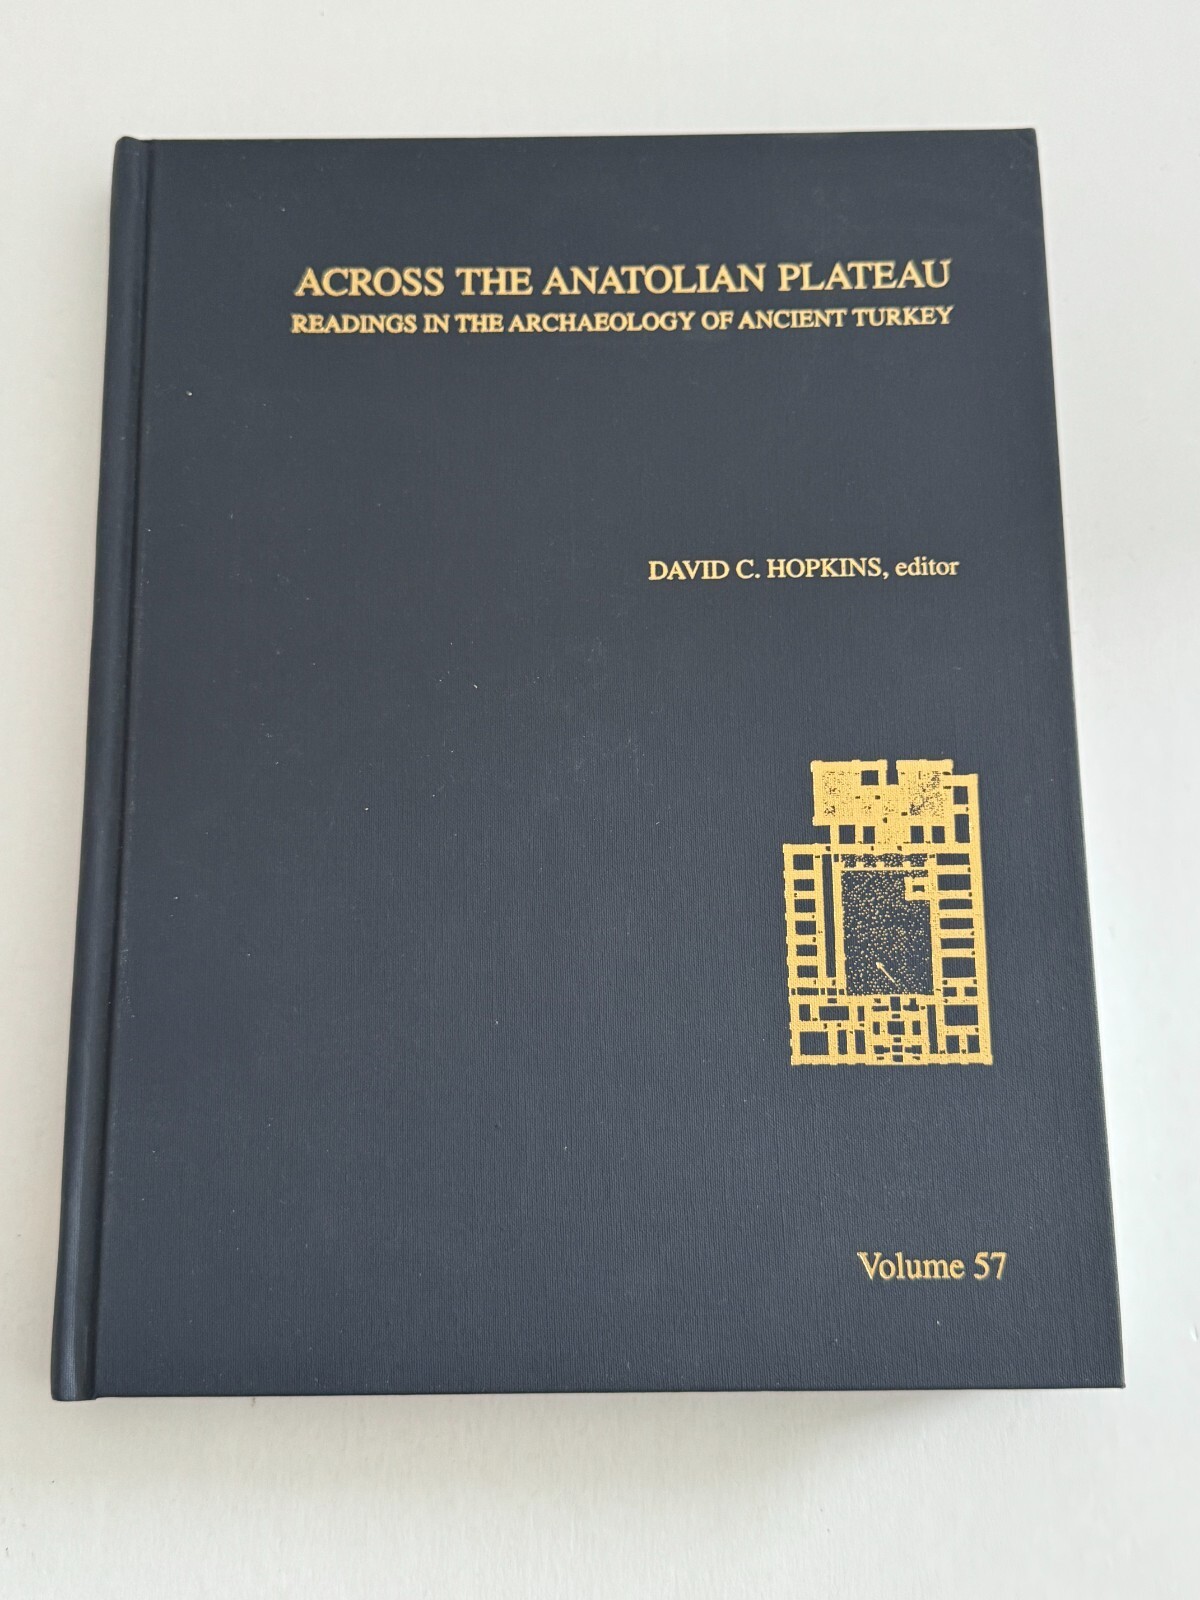 ACROSS THE ANATOLIAN PLATEAU
READINGS IN THE ARCHAEOLOGY OF ANCIENT TURKEY
DAVID C. HOPKINS, editor
Volume 57